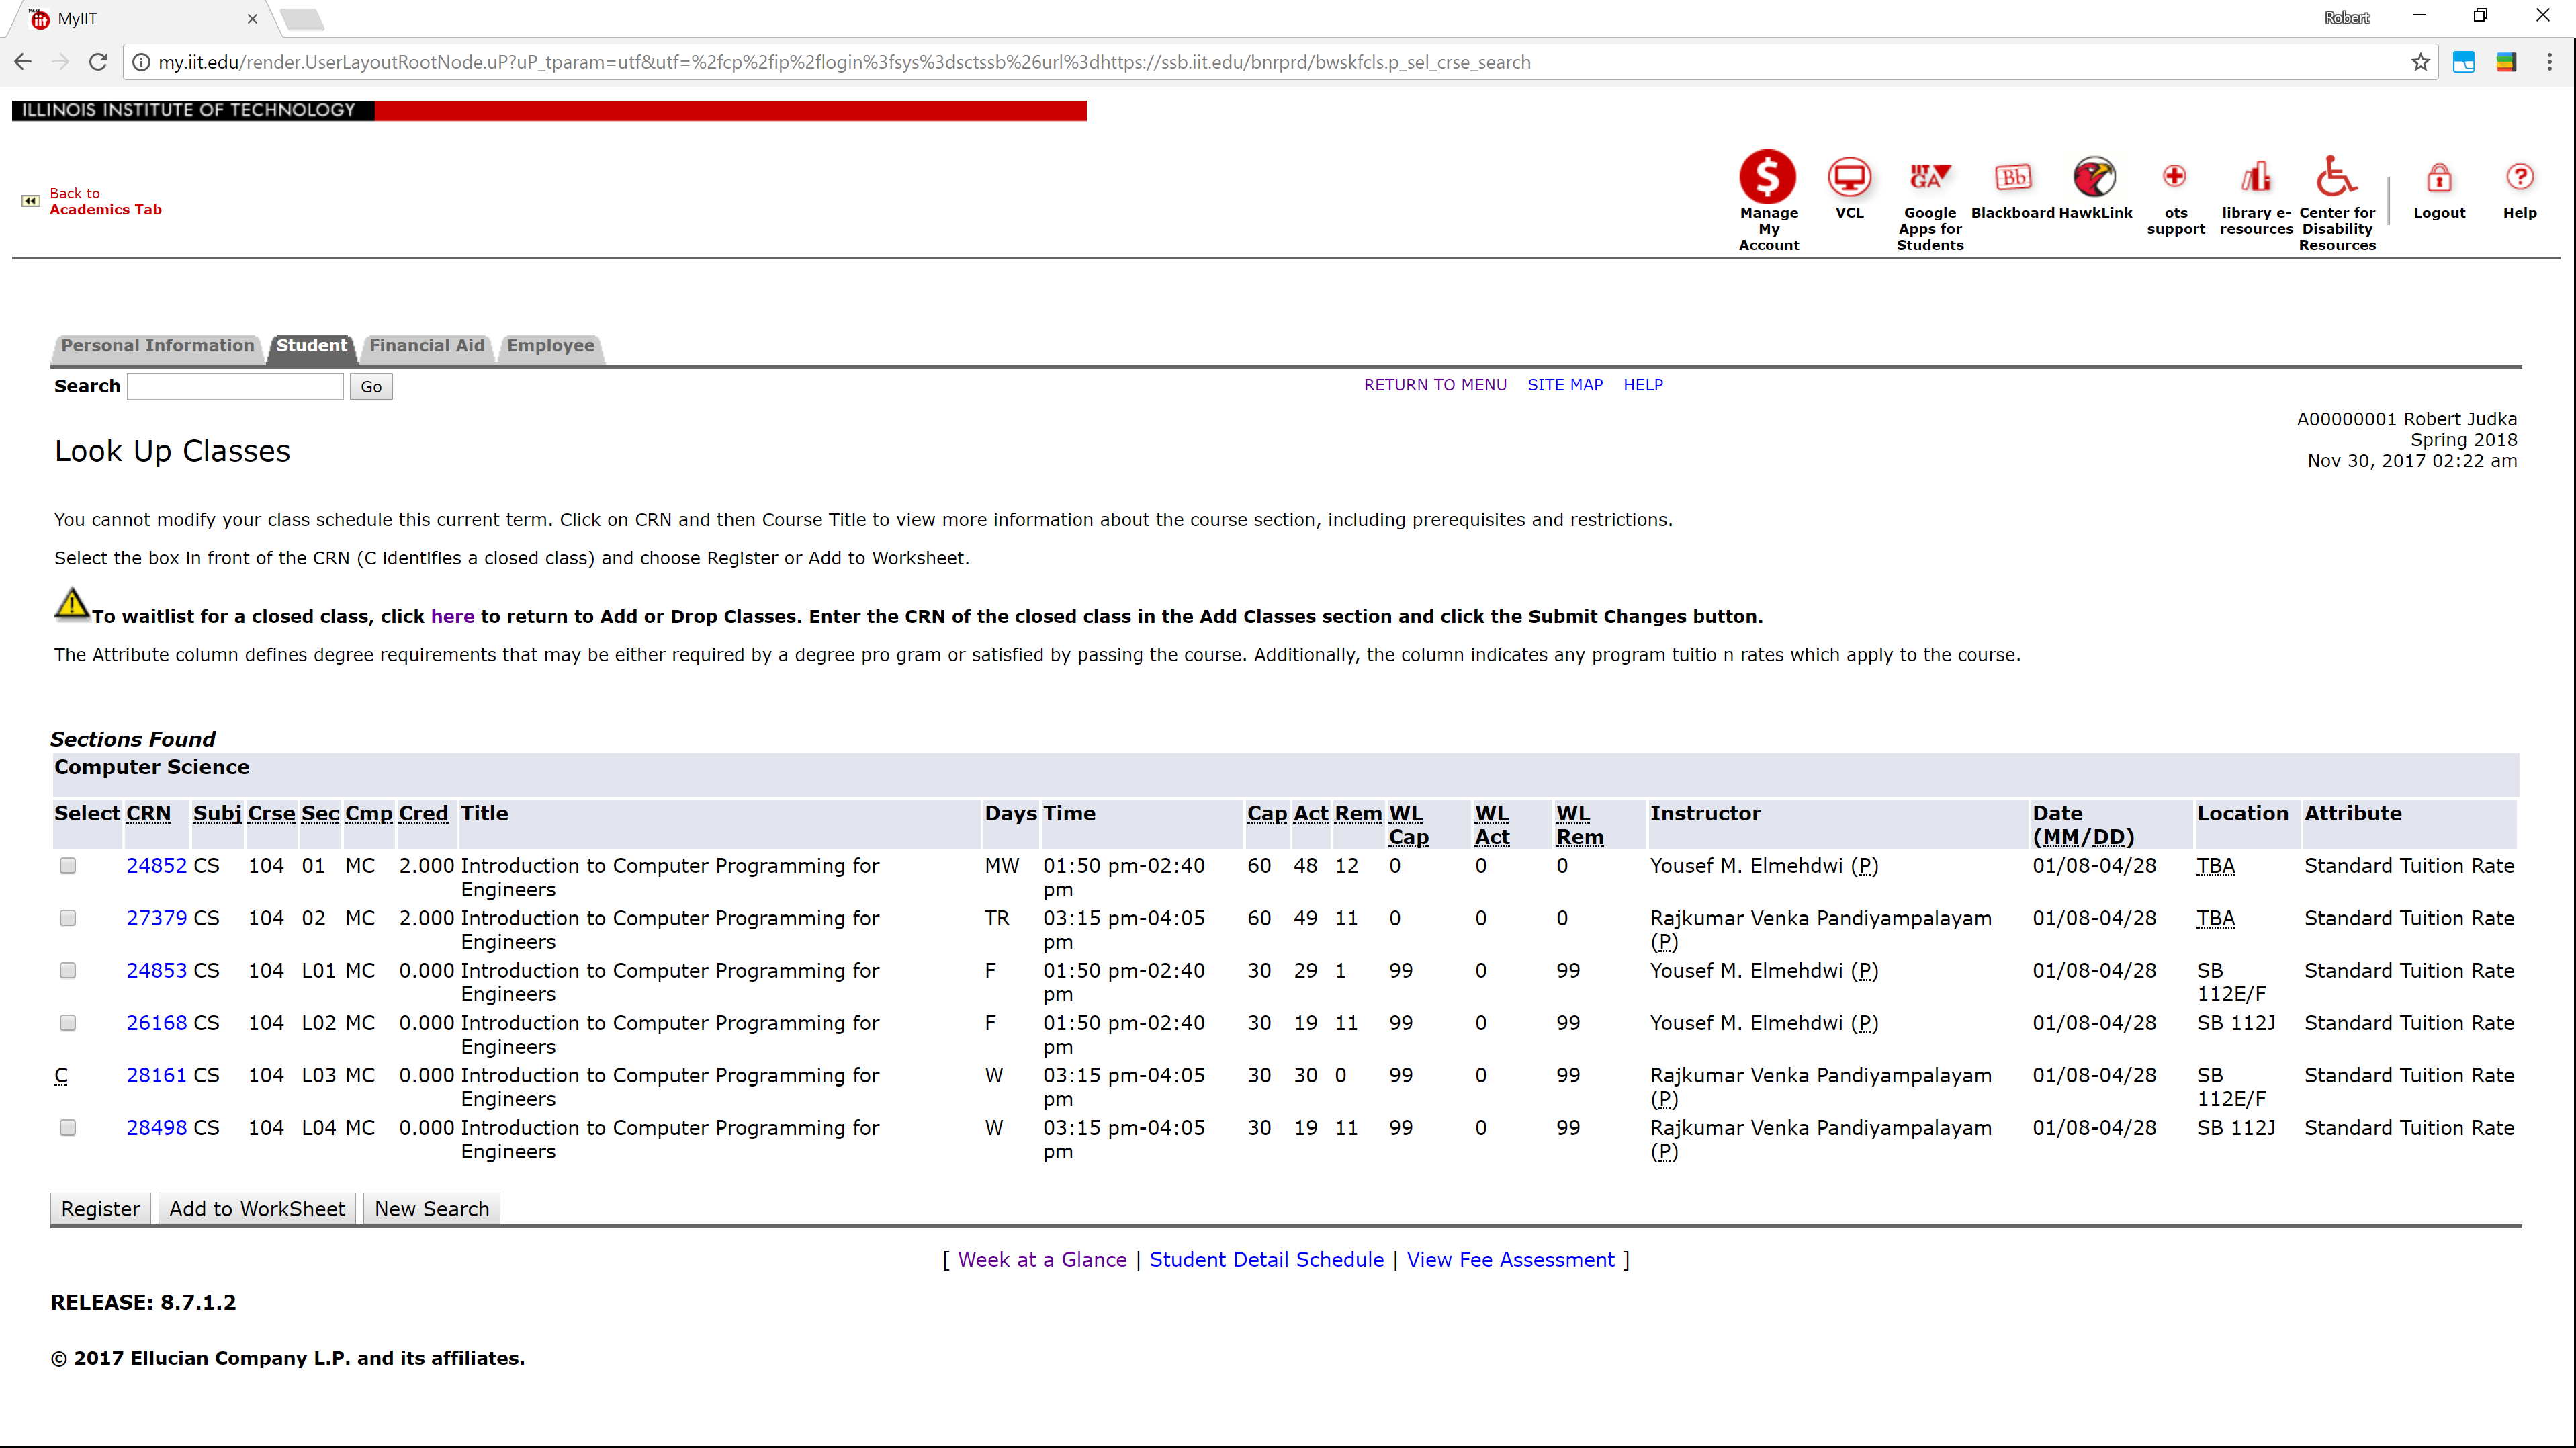 MyIIT
Robert
my.iit.edu/render.UserLayoutRootNode.uP?uP_tparam=utf&utf=%2fcp%2fip%2flogin%3fsys%3dsctssb%26url%3dhttps://ssb.iit.edu/bnrprd/bwskfcls.p_sel_crse_search
ILLINOIS INSTITUTE OF TECHNOLOGY
Back to
Academics Tab
Manage My Account
VCL
Google Apps for Students
Blackboard
HawkLink
ots support
library e-resources
Center for Disability Resources
Logout
Help
Personal Information Student Financial Aid Employee
Search Go
RETURN TO MENU SITE MAP HELP
A00000001 Robert Judka
Spring 2018
Nov 30, 2017 02:22 am
Look Up Classes
You cannot modify your class schedule this current term. Click on CRN and then Course Title to view more information about the course section, including prerequisites and restrictions.
Select the box in front of the CRN (C identifies a closed class) and choose Register or Add to Worksheet.
To waitlist for a closed class, click here to return to Add or Drop Classes. Enter the CRN of the closed class in the Add Classes section and click the Submit Changes button.
The Attribute column defines degree requirements that may be either required by a degree pro gram or satisfied by passing the course. Additionally, the column indicates any program tuitio n rates which apply to the course.
Sections Found
Computer Science
Select CRN Subj Crse Sec Cmp Cred Title Days Time Cap Act Rem WL Cap WL Act WL Rem Instructor Date (MM/DD) Location Attribute
24852 CS 104 01 MC 2.000 Introduction to Computer Programming for Engineers MW 01:50 pm-02:40 pm 60 48 12 0 0 0 Yousef M. Elmehdwi (P) 01/08-04/28 TBA Standard Tuition Rate
27379 CS 104 02 MC 2.000 Introduction to Computer Programming for Engineers TR 03:15 pm-04:05 pm 60 49 11 0 0 0 Rajkumar Venka Pandiyampalayam (P) 01/08-04/28 TBA Standard Tuition Rate
24853 CS 104 L01 MC 0.000 Introduction to Computer Programming for Engineers F 01:50 pm-02:40 pm 30 29 1 99 0 99 Yousef M. Elmehdwi (P) 01/08-04/28 SB 112E/F Standard Tuition Rate
26168 CS 104 L02 MC 0.000 Introduction to Computer Programming for Engineers F 01:50 pm-02:40 pm 30 19 11 99 0 99 Yousef M. Elmehdwi (P) 01/08-04/28 SB 112J Standard Tuition Rate
C 28161 CS 104 L03 MC 0.000 Introduction to Computer Programming for Engineers W 03:15 pm-04:05 pm 30 30 0 99 0 99 Rajkumar Venka Pandiyampalayam (P) 01/08-04/28 SB 112E/F Standard Tuition Rate
28498 CS 104 L04 MC 0.000 Introduction to Computer Programming for Engineers W 03:15 pm-04:05 pm 30 19 11 99 0 99 Rajkumar Venka Pandiyampalayam (P) 01/08-04/28 SB 112J Standard Tuition Rate
Register Add to WorkSheet New Search
[ Week at a Glance | Student Detail Schedule | View Fee Assessment ]
RELEASE: 8.7.1.2
© 2017 Ellucian Company L.P. and its affiliates.